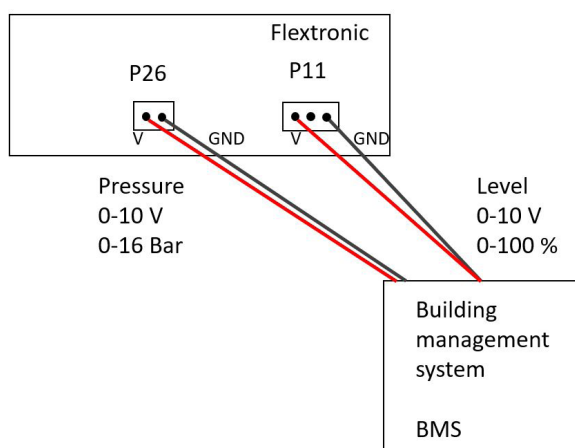 Flextronic
P26
P11
V
GND
V
GND
Pressure
0-10 V
0-16 Bar
Level
0-10 V
0-100 %
Building
management
system
BMS